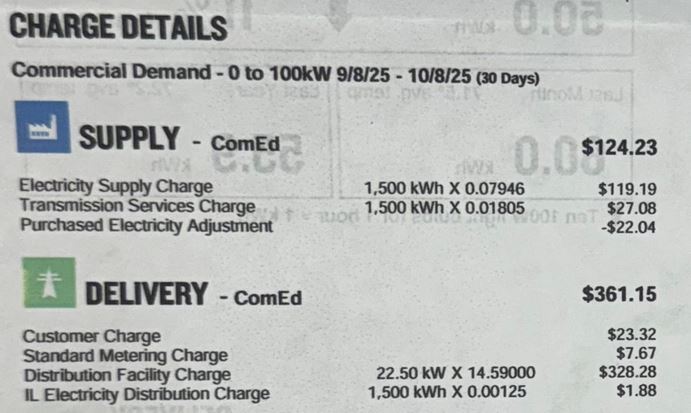 CHARGE DETAILS
Commercial Demand - 0 to 100kW 9/8/25 - 10/8/25 (30 Days)
SUPPLY - ComEd $124.23
Electricity Supply Charge 1,500 kWh X 0.07946 $119.19
Transmission Services Charge 1,500 kWh X 0.01805 $27.08
Purchased Electricity Adjustment -$22.04
DELIVERY - ComEd $361.15
Customer Charge $23.32
Standard Metering Charge $7.67
Distribution Facility Charge 22.50 kW X 14.59000 $328.28
IL Electricity Distribution Charge 1,500 kWh X 0.00125 $1.88